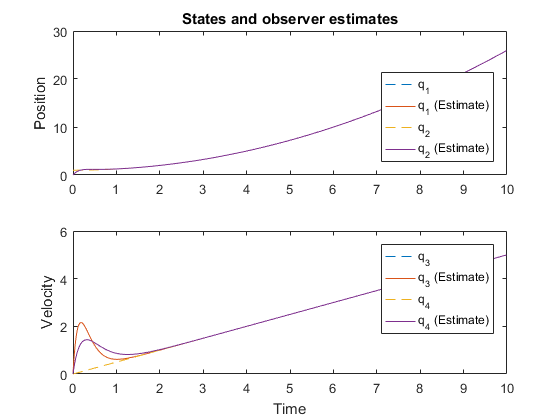 States and observer estimates
30
20
10
0
Position
0 1 2 3 4 5 6 7 8 9 10
q1
q1 (Estimate)
q2
q2 (Estimate)
6
4
2
0
Velocity
0 1 2 3 4 5 6 7 8 9 10
Time
q3
q3 (Estimate)
q4
q4 (Estimate)